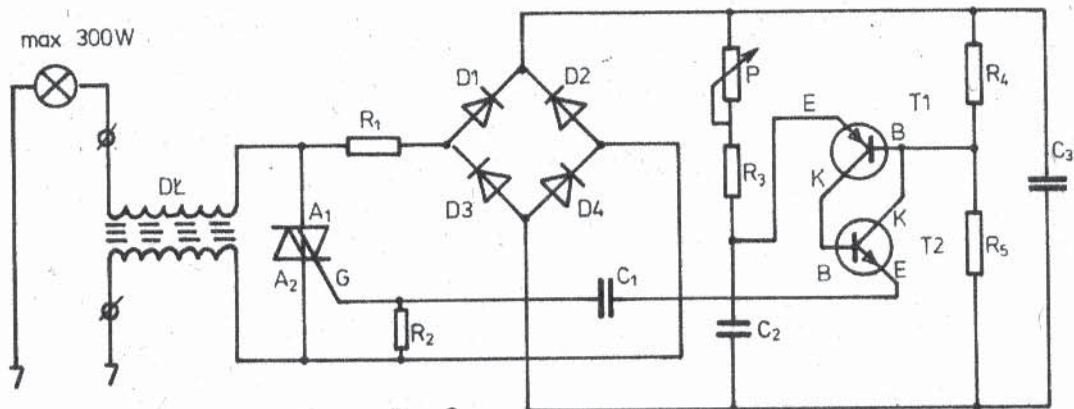 max 300W
D1
D2
P
R₄
E
T1
R₁
B
R₃
C₃
K
DŁ
D3
D4
A₁
K
T2
R₅
A₂
G
B
E
C₁
R₂
C₂